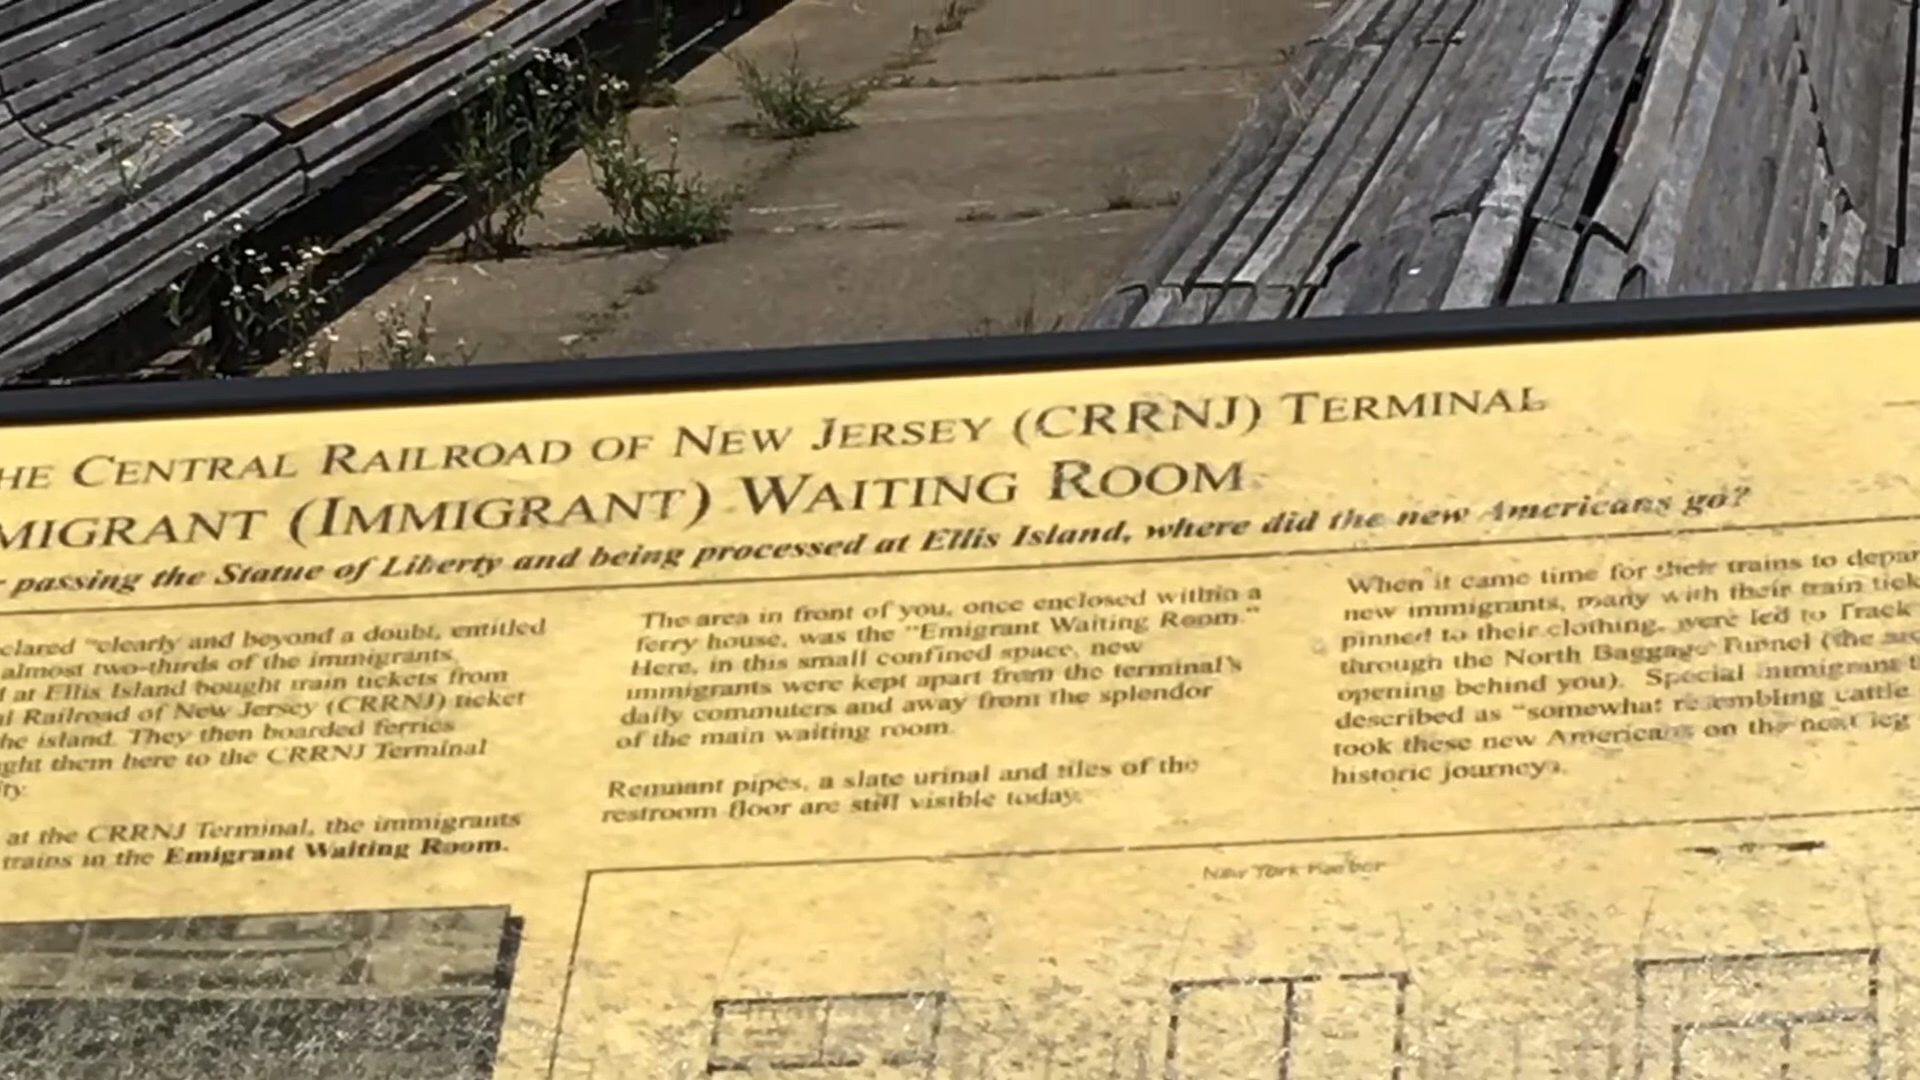 HE CENTRAL RAILROAD OF NEW JERSEY (CRRNJ) TERMINAL
MIGRANT (IMMIGRANT) WAITING ROOM
passing the Statue of Liberty and being processed at Ellis Island, where did the new Americans go?
clared "clearly and beyond a doubt, entitled
almost two-thirds of the immigrants
at Ellis Island bought train tickets from
Railroad of New Jersey (CRRNJ) ticket
he island. They then boarded ferries
ght them here to the CRRNJ Terminal
ty.
at the CRRNJ Terminal, the immigrants
trains in the Emigrant Waiting Room.
The area in front of you, once enclosed within a
ferry house, was the "Emigrant Waiting Room."
Here, in this small confined space, new
immigrants were kept apart from the terminal's
daily commuters and away from the splendor
of the main waiting room.
Remnant pipes, a slate urinal and tiles of the
restroom floor are still visible today.
When it came time for their trains to depar
new immigrants, many with their train tick
pinned to their clothing, were led to Track
through the North Baggage Tunnel (the arc
opening behind you). Special immigrant t
described as "somewhat resembling cattle
took these new Americans on the next leg
historic journeys.
New York Harbor